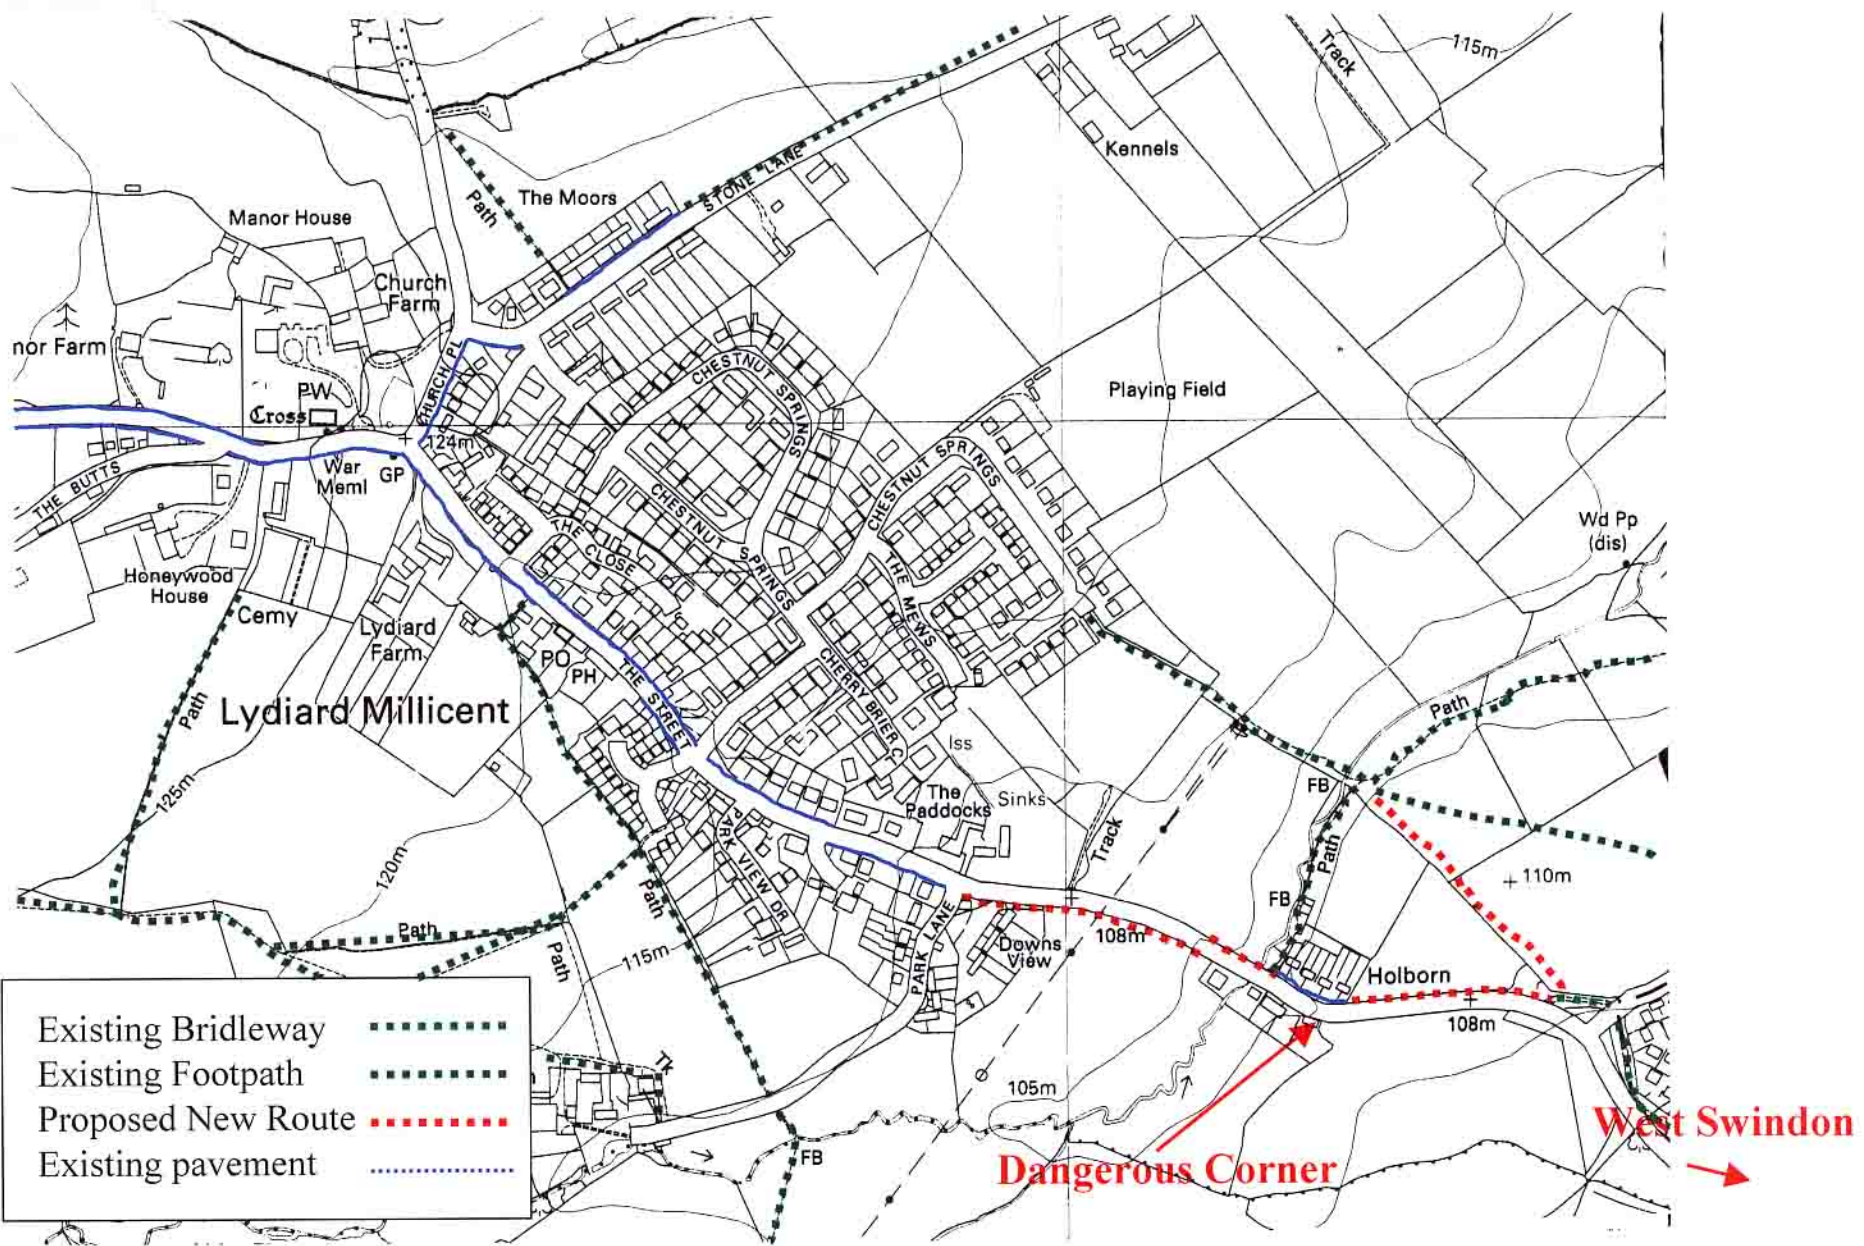 Track
115m
Kennels
STONE LANE
The Moors
Path
Manor House
Church
Farm
nor Farm
CHURCH PL
PW
Cross
124m
War
Meml
GP
THE BUTTS
CHESTNUT SPRINGS
Playing Field
CHESTNUT SPRINGS
CHESTNUT SPRINGS
THE CLOSE
THE MEWS
Wd Pp
(dis)
Honeywood
House
Cemy
Lydiard
Farm
PO
PH
THE STREET
CHERRY BRIER CT
Path
Lydiard Millicent
Path
Iss
Sinks
The
Paddocks
FB
125m
120m
PARK VIEW DR
Track
Path
110m
FB
Path
Path
Path
115m
PARK LANE
Downs
View
108m
Holborn
108m
Tk
105m
FB
Existing Bridleway
Existing Footpath
Proposed New Route
Existing pavement
Dangerous Corner
West Swindon